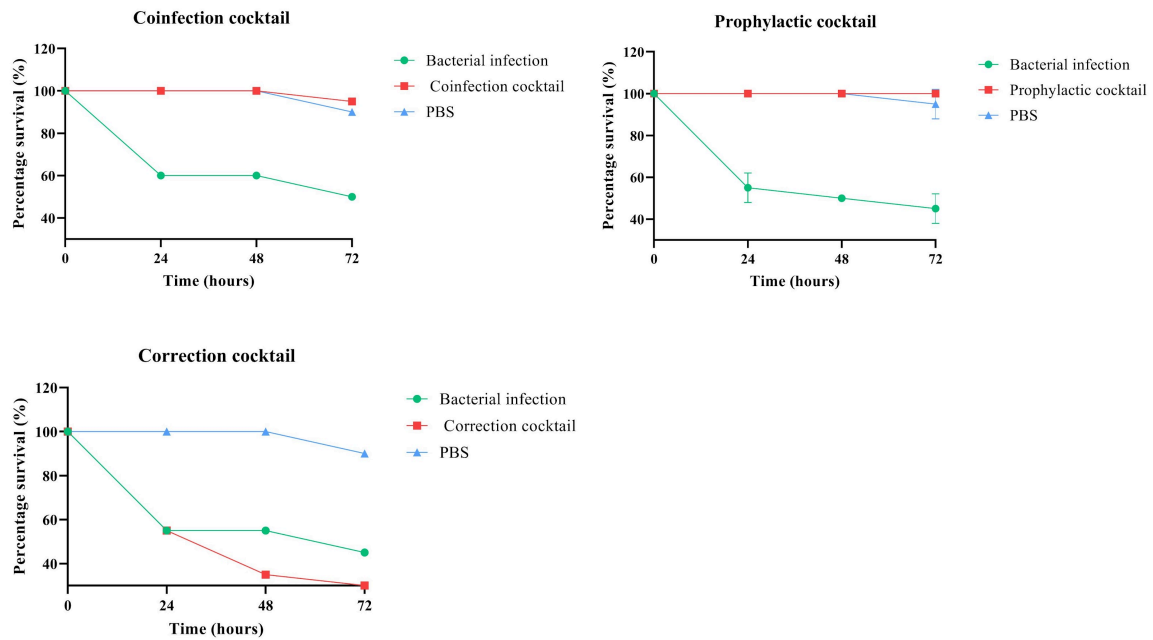 Coinfection cocktail
Percentage survival (%)
120
100
80
60
40
0
24
48
72
Time (hours)
Bacterial infection
Coinfection cocktail
PBS
Prophylactic cocktail
Percentage survival (%)
120
100
80
60
40
0
24
48
72
Time (hours)
Bacterial infection
Prophylactic cocktail
PBS
Correction cocktail
Percentage survival (%)
120
100
80
60
40
0
24
48
72
Time (hours)
Bacterial infection
Correction cocktail
PBS